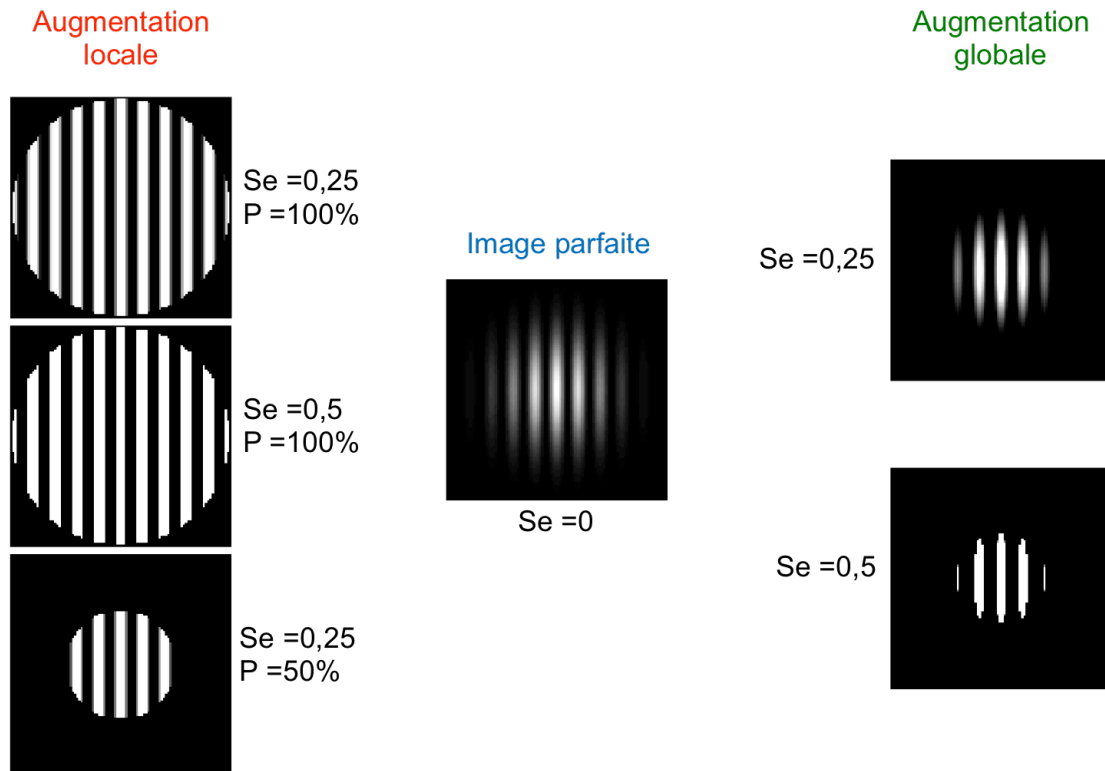 Augmentation
locale
Se =0,25
P =100%
Se =0,5
P =100%
Se =0,25
P =50%
Image parfaite
Se =0
Augmentation
globale
Se =0,25
Se =0,5